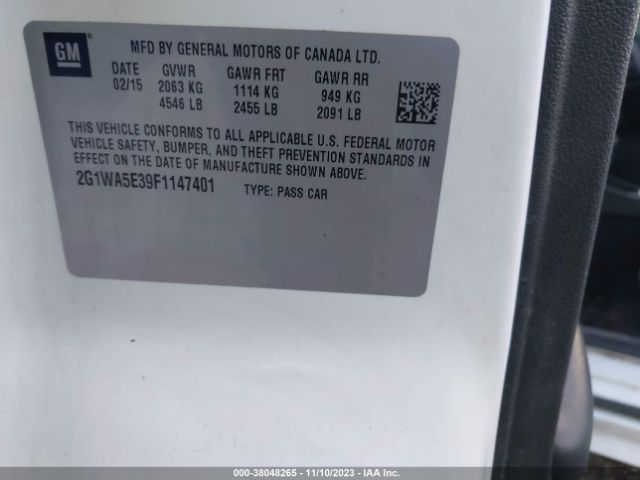 GM
MFD BY GENERAL MOTORS OF CANADA LTD.
DATE GVWR GAWR FRT GAWR RR
02/15 2063 KG 1114 KG 949 KG
4546 LB 2455 LB 2091 LB
THIS VEHICLE CONFORMS TO ALL APPLICABLE U.S. FEDERAL MOTOR
VEHICLE SAFETY, BUMPER, AND THEFT PREVENTION STANDARDS IN
EFFECT ON THE DATE OF MANUFACTURE SHOWN ABOVE.
2G1WA5E39F1147401 TYPE: PASS CAR
000-38048265 - 11/10/2023 - IAA Inc.